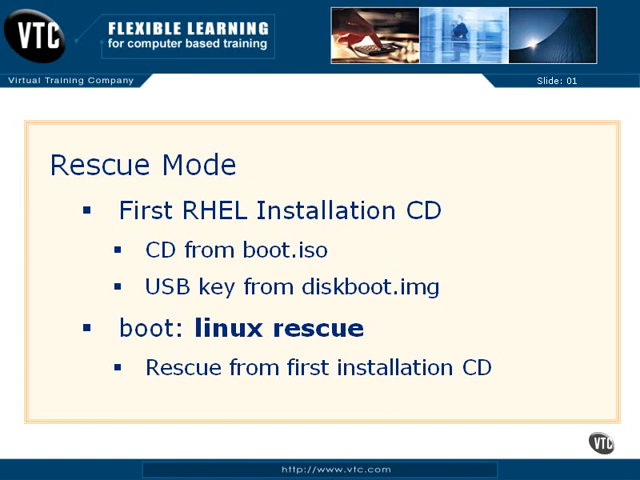 VTC
FLEXIBLE LEARNING
for computer based training
Virtual Training Company
Slide: 01
Rescue Mode
▪ First RHEL Installation CD
▪ CD from boot.iso
▪ USB key from diskboot.img
▪ boot: linux rescue
▪ Rescue from first installation CD
VTC
http://www.vtc.com